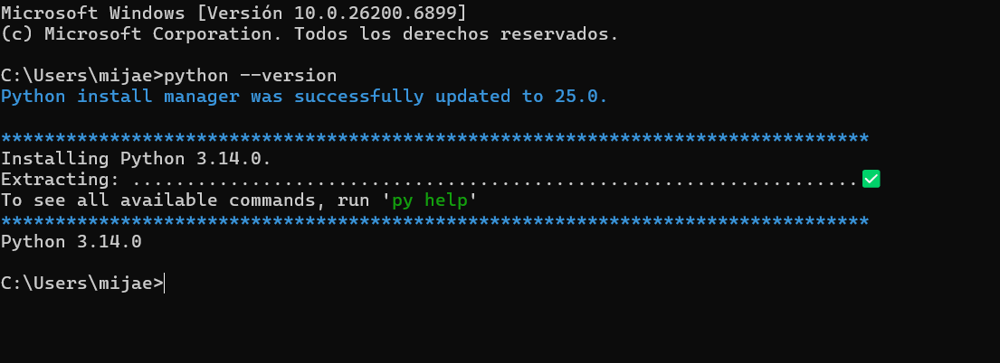 Microsoft Windows [Versión 10.0.26200.6899]
(c) Microsoft Corporation. Todos los derechos reservados.
C:\Users\mijae>python --version
Python install manager was successfully updated to 25.0.
********************************************************************************
Installing Python 3.14.0.
Extracting: ...................................................................✅
To see all available commands, run 'py help'
********************************************************************************
Python 3.14.0
C:\Users\mijae>